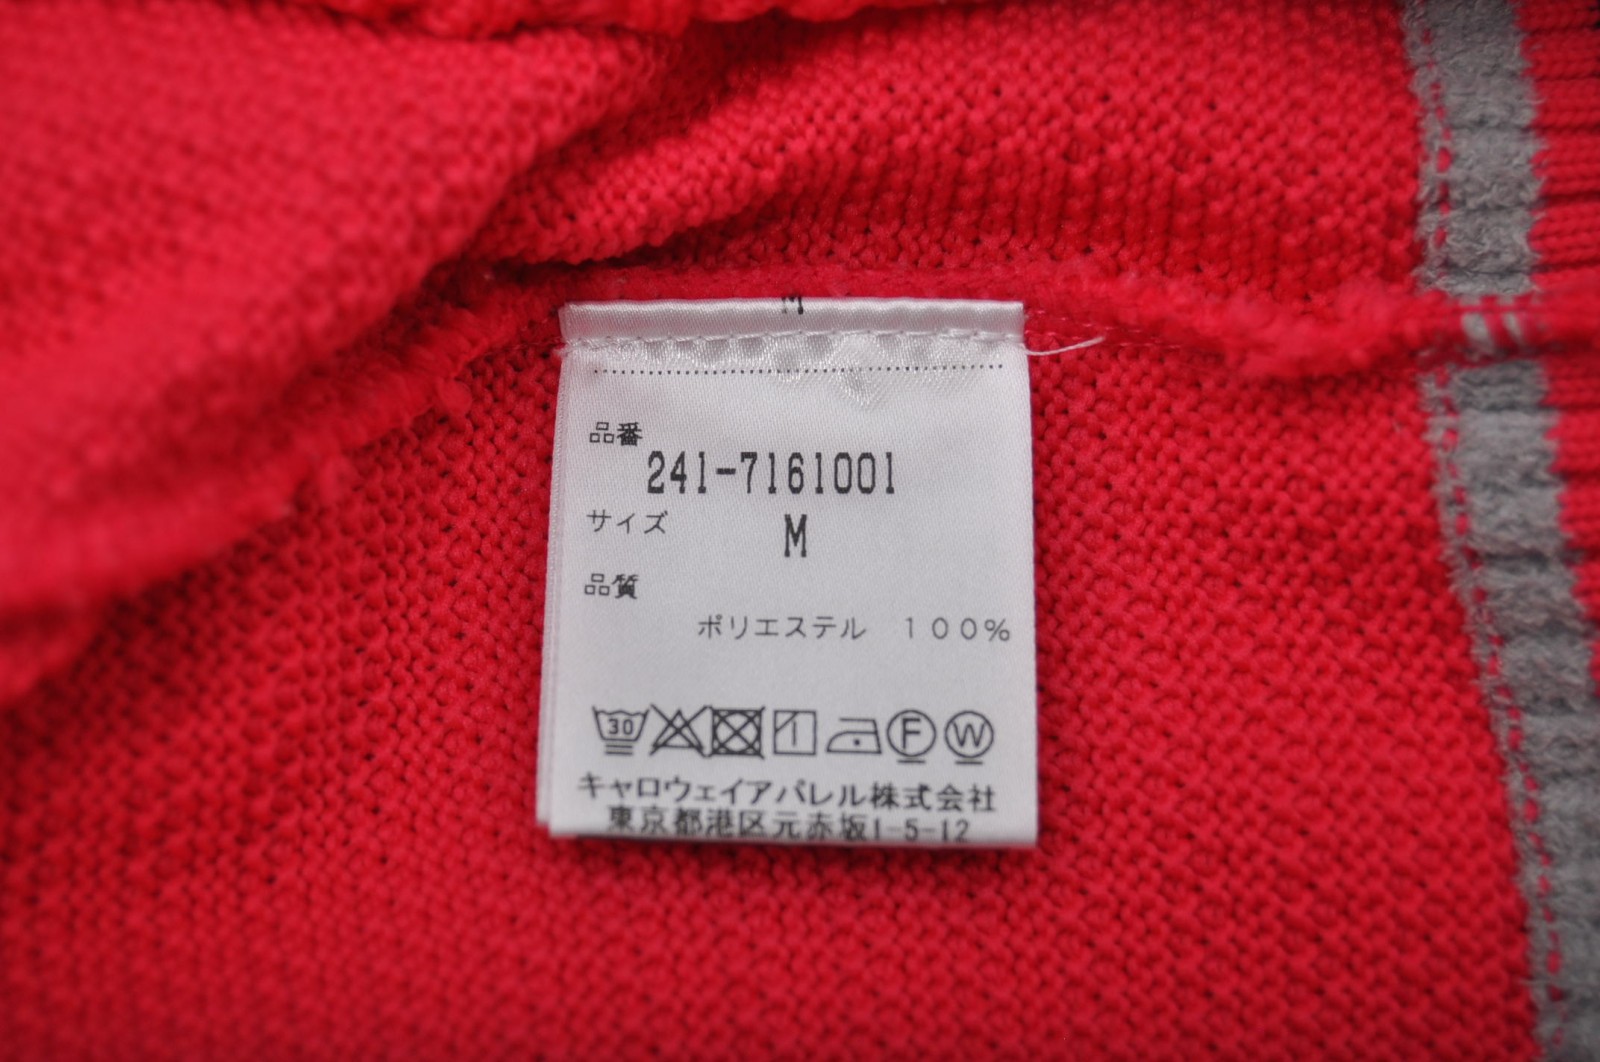 M
品番
241-7161001
サイズ
M
品質
ポリエステル 100%
30 F W
キャロウェイアパレル株式会社
東京都港区元赤坂1-5-12